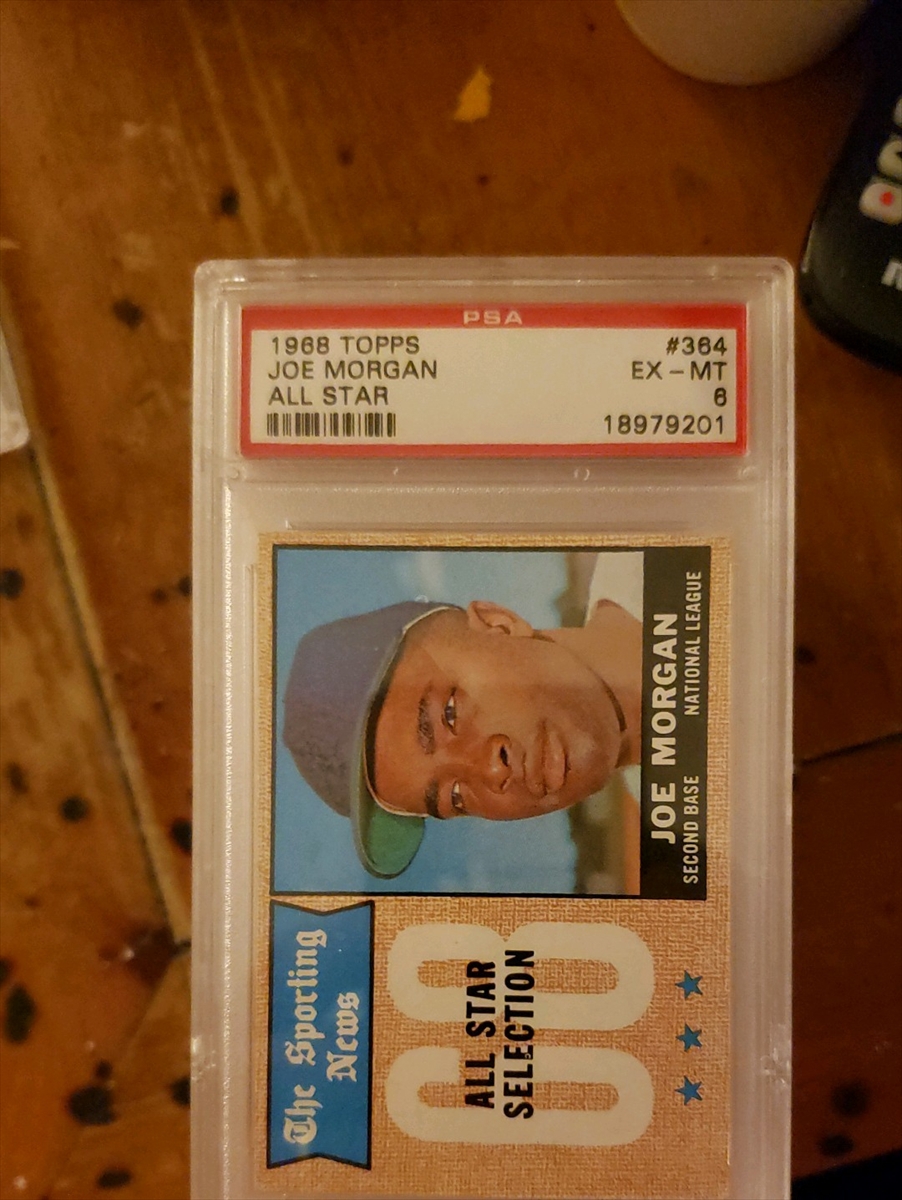 PSA
1968 TOPPS #364
JOE MORGAN EX-MT
ALL STAR 6
18979201
The Sporting
News
68
ALL STAR
SELECTION
JOE MORGAN
SECOND BASE NATIONAL LEAGUE